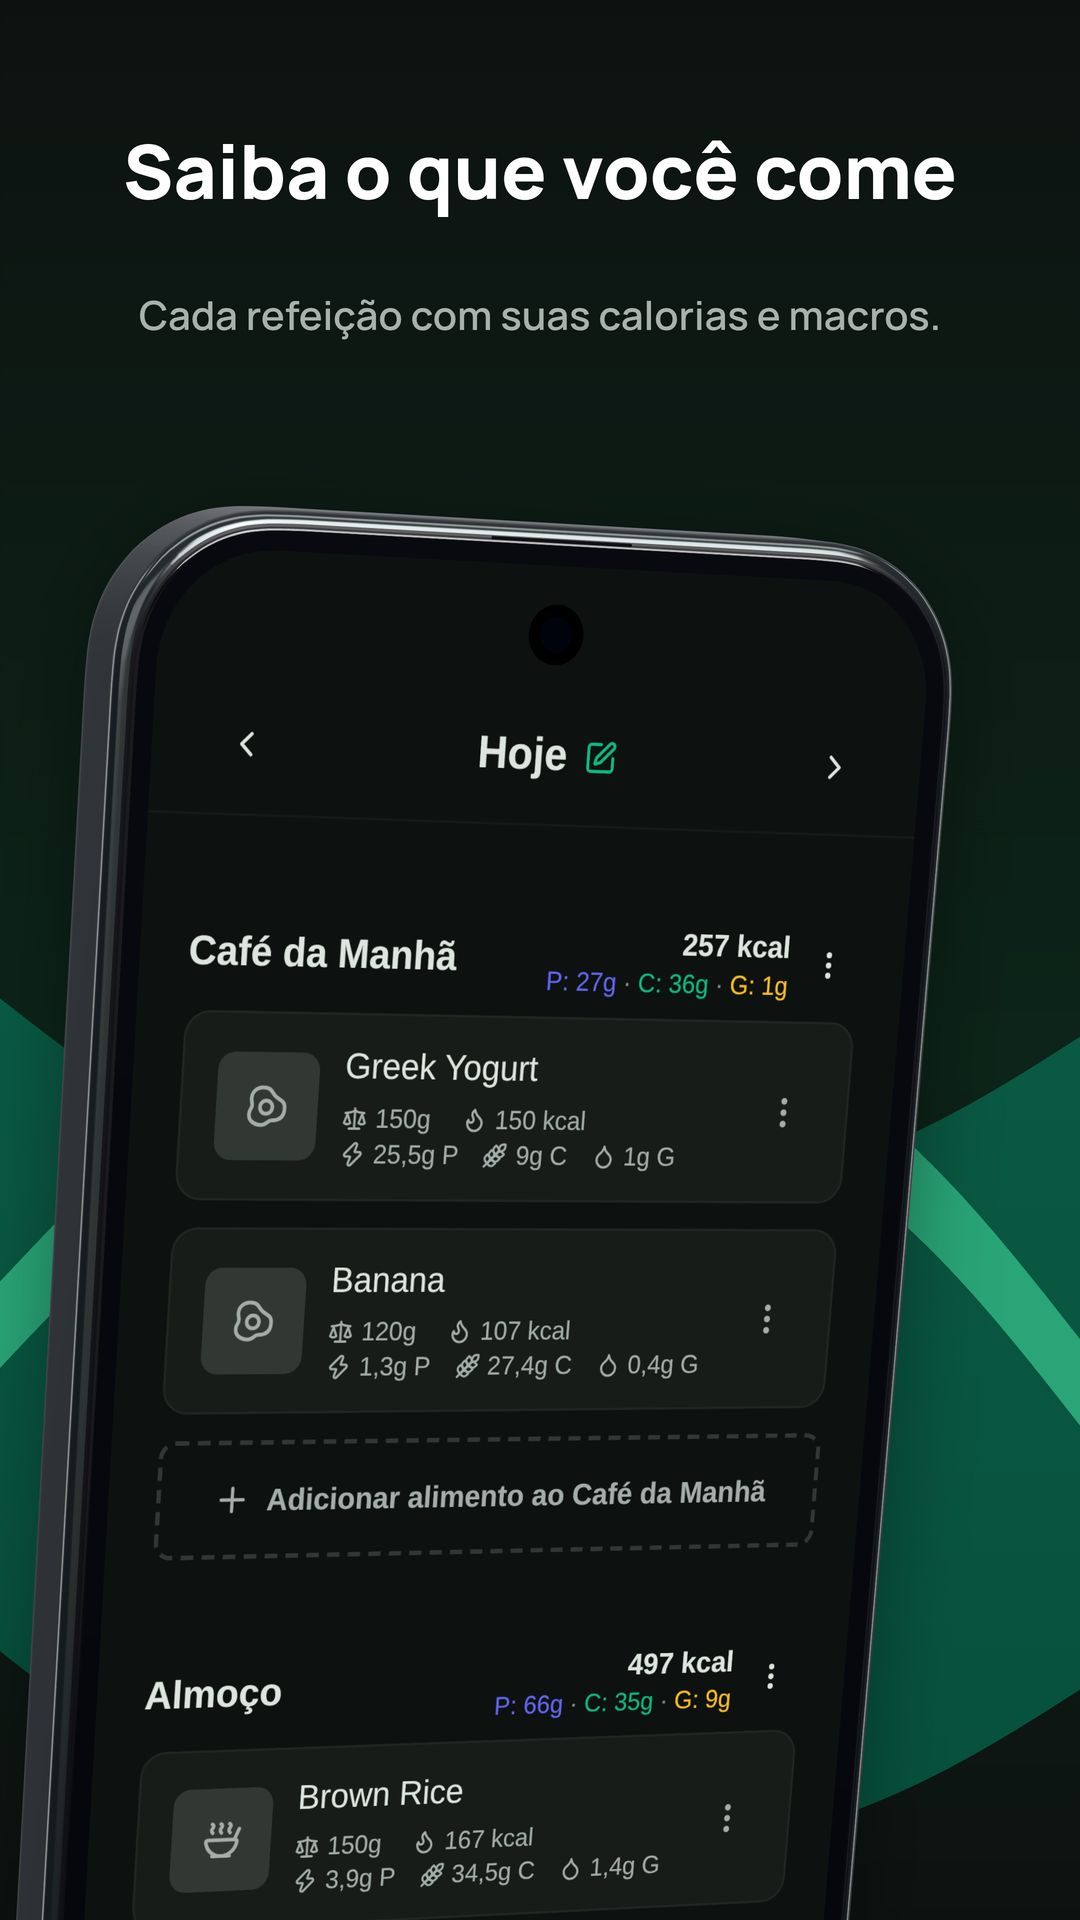 Saiba o que você come
Cada refeição com suas calorias e macros.
Hoje
Café da Manhã
257 kcal
P: 27g · C: 36g · G: 1g
Greek Yogurt
150g 150 kcal
25,5g P 9g C 1g G
Banana
120g 107 kcal
1,3g P 27,4g C 0,4g G
+ Adicionar alimento ao Café da Manhã
Almoço
497 kcal
P: 66g · C: 35g · G: 9g
Brown Rice
150g 167 kcal
3,9g P 34,5g C 1,4g G